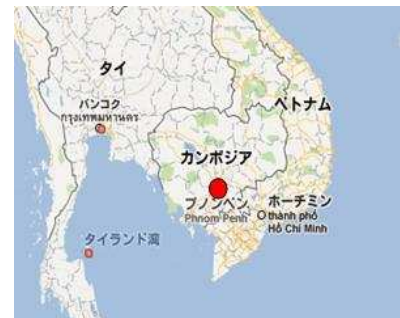 タイ
バンコク
กรุงเทพมหานคร
ベトナム
カンボジア
プノンペン
Phnom Penh
ホーチミン
thành phố
Hồ Chí Minh
タイランド湾